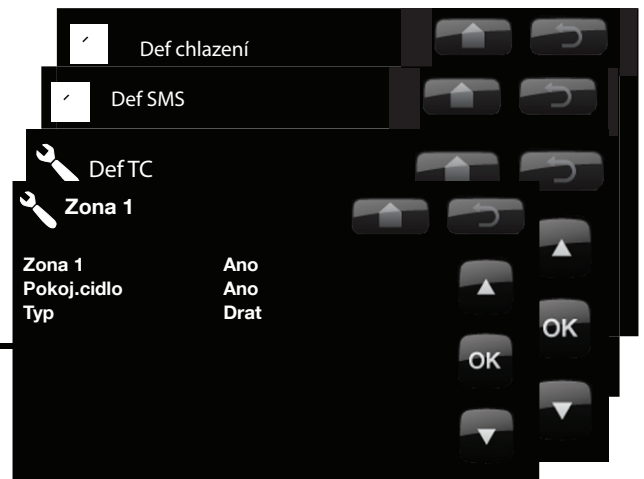 Def chlazení
Def SMS
Def TC
Zona 1
Zona 1 Ano
Pokoj.cidlo Ano
Typ Drat
OK
OK